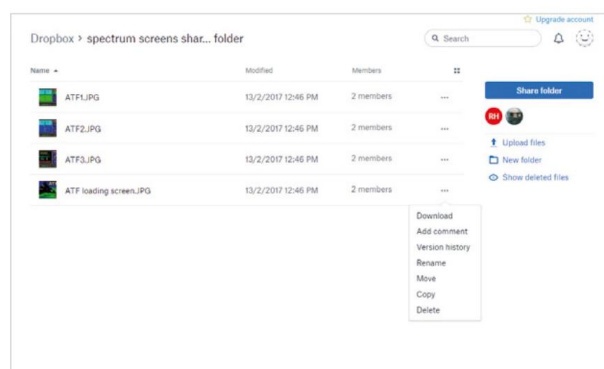 Upgrade account
Dropbox > spectrum screens shar... folder
Search
Name
Modified
Members
Share folder
ATF1.JPG
13/2/2017 12:46 PM
2 members
RH
ATF2.JPG
13/2/2017 12:46 PM
2 members
Upload files
New folder
ATF3.JPG
13/2/2017 12:46 PM
2 members
Show deleted files
ATF loading screen.JPG
13/2/2017 12:46 PM
2 members
Download
Add comment
Version history
Rename
Move
Copy
Delete